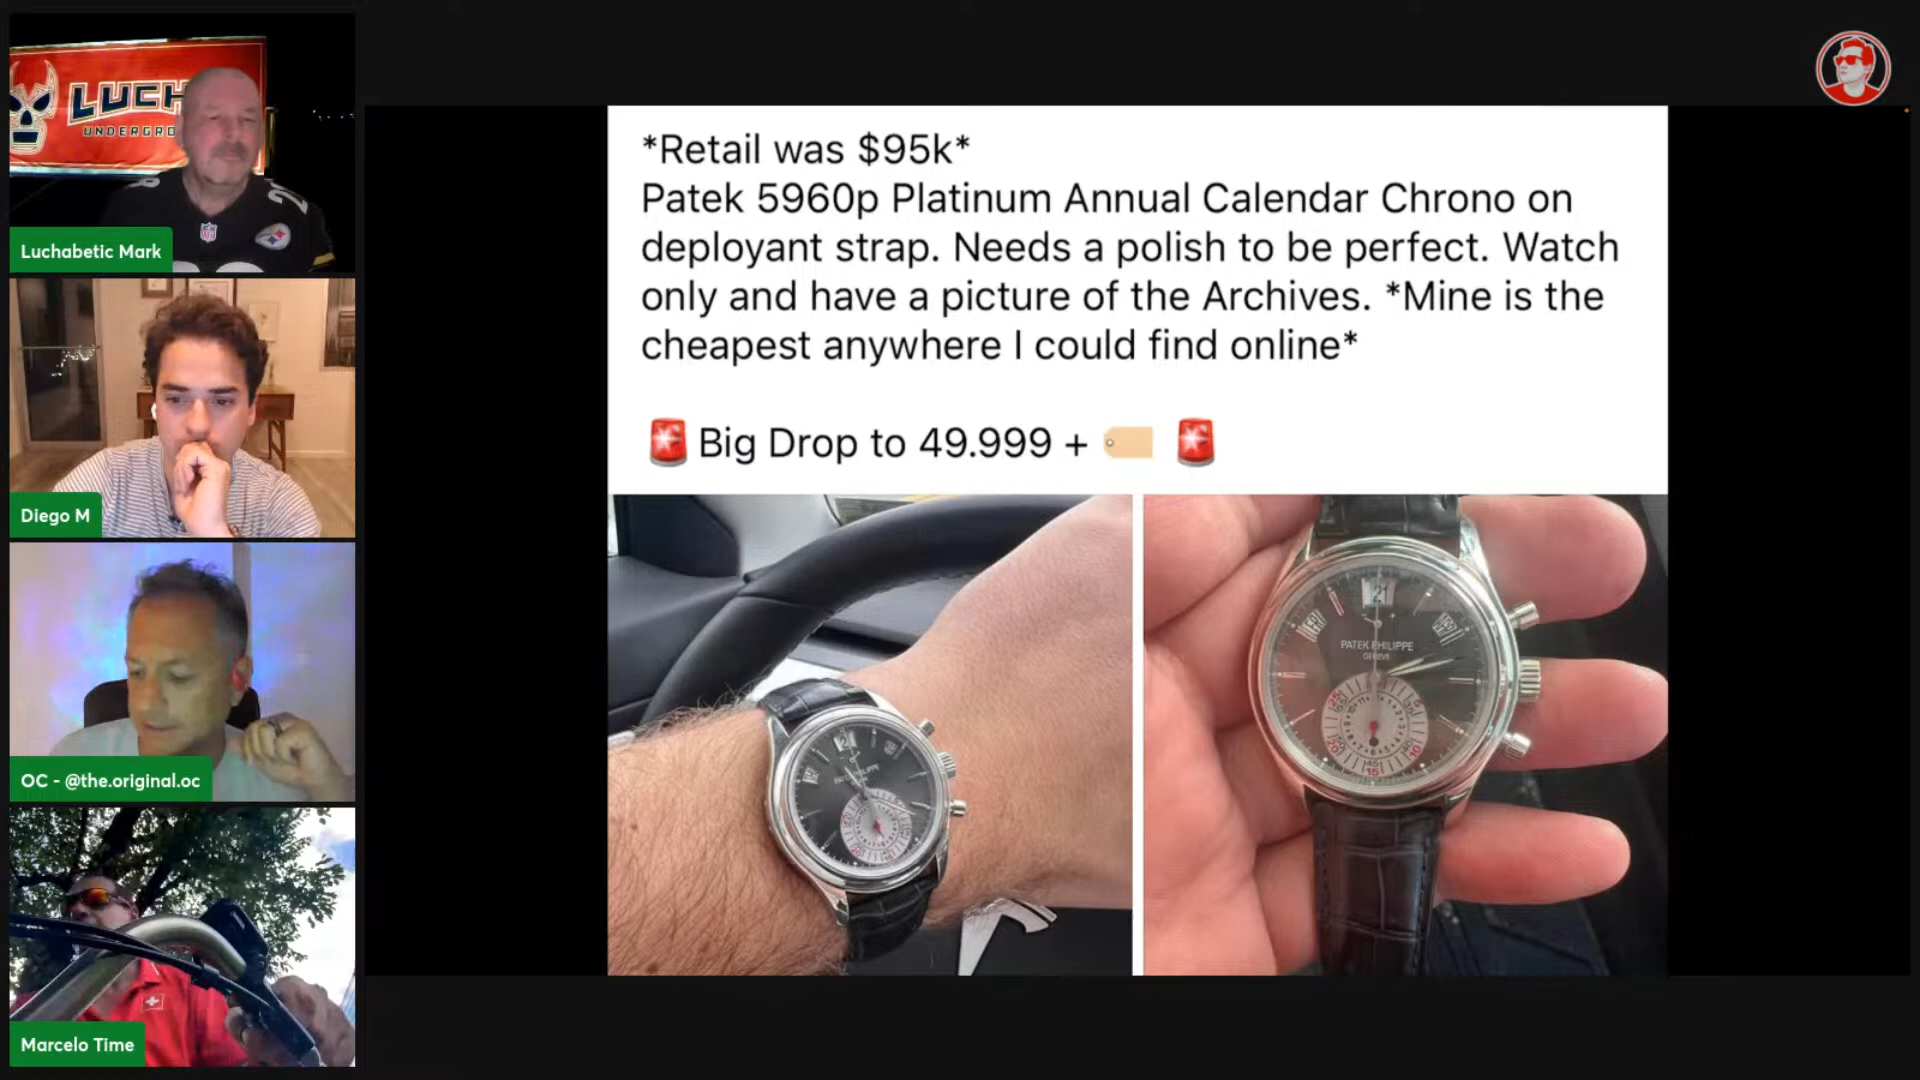 LUCH
UNDERGRO
Luchabetic Mark
Diego M
OC - @the.original.oc
Marcelo Time
*Retail was $95k*
Patek 5960p Platinum Annual Calendar Chrono on
deployant strap. Needs a polish to be perfect. Watch
only and have a picture of the Archives. *Mine is the
cheapest anywhere I could find online*
🚨 Big Drop to 49.999 + 🏷️ 🚨
21
PATEK PHILIPPE
GENEVE